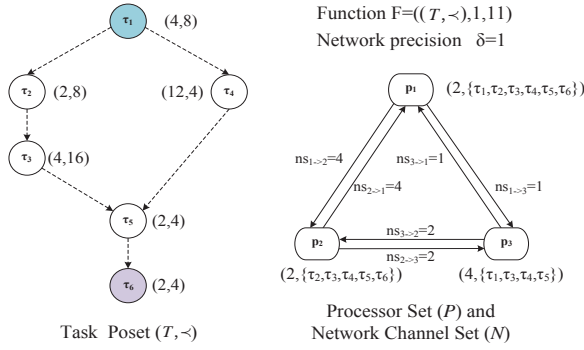 Function F=((T,≺),1,11)
Network precision δ=1
τ₁ (4,8)
τ₂ (2,8)
(12,4) τ₄
τ₃ (4,16)
τ₅ (2,4)
τ₆ (2,4)
Task Poset (T,≺)
p₁ (2,{τ₁,τ₂,τ₃,τ₄,τ₅,τ₆})
ns₁->₂=4
ns₃->₁=1
ns₂->₁=4
ns₁->₃=1
ns₃->₂=2
p₂
p₃
ns₂->₃=2
(2,{τ₂,τ₃,τ₄,τ₅,τ₆})
(4,{τ₁,τ₃,τ₄,τ₅})
Processor Set (P) and
Network Channel Set (N)